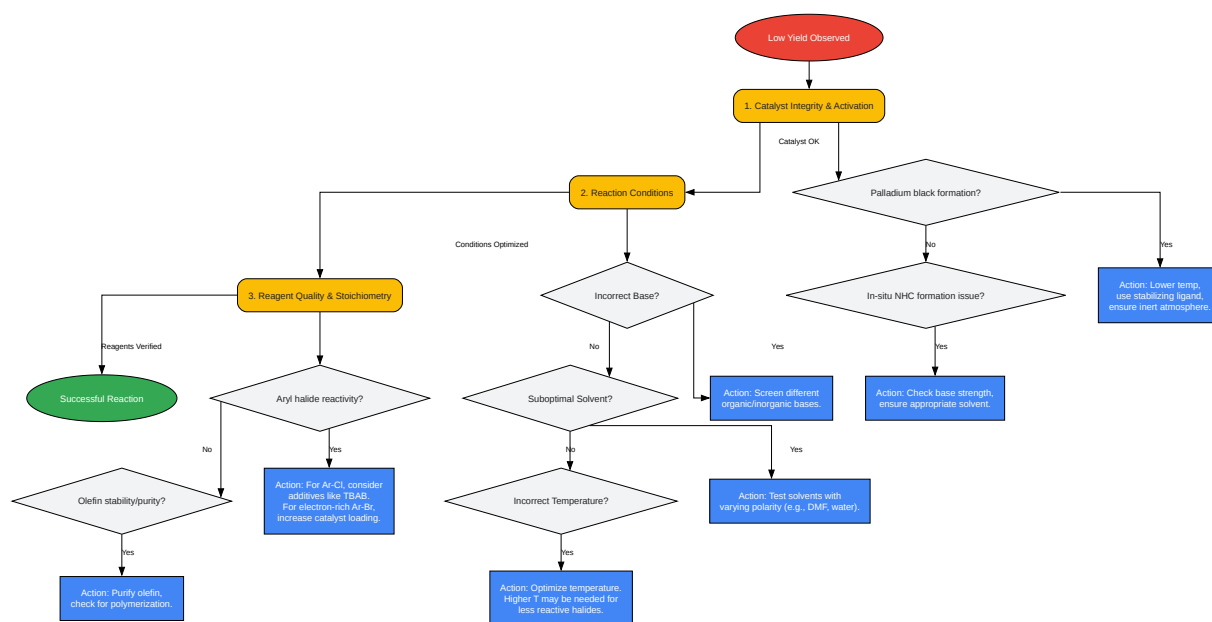 Low Yield Observed
1. Catalyst Integrity & Activation
Catalyst OK
2. Reaction Conditions
Palladium black formation?
Conditions Optimized
No
Yes
3. Reagent Quality & Stoichiometry
Incorrect Base?
In-situ NHC formation issue?
Action: Lower temp,
use stabilizing ligand,
ensure inert atmosphere.
Reagents Verified
No
Yes
Yes
Successful Reaction
Aryl halide reactivity?
Suboptimal Solvent?
Action: Screen different
organic/inorganic bases.
Action: Check base strength,
ensure appropriate solvent.
No
Yes
No
Yes
Olefin stability/purity?
Action: For Ar-Cl, consider
additives like TBAB.
For electron-rich Ar-Br,
increase catalyst loading.
Incorrect Temperature?
Action: Test solvents with
varying polarity (e.g., DMF, water).
Yes
Yes
Action: Purify olefin,
check for polymerization.
Action: Optimize temperature.
Higher T may be needed for
less reactive halides.